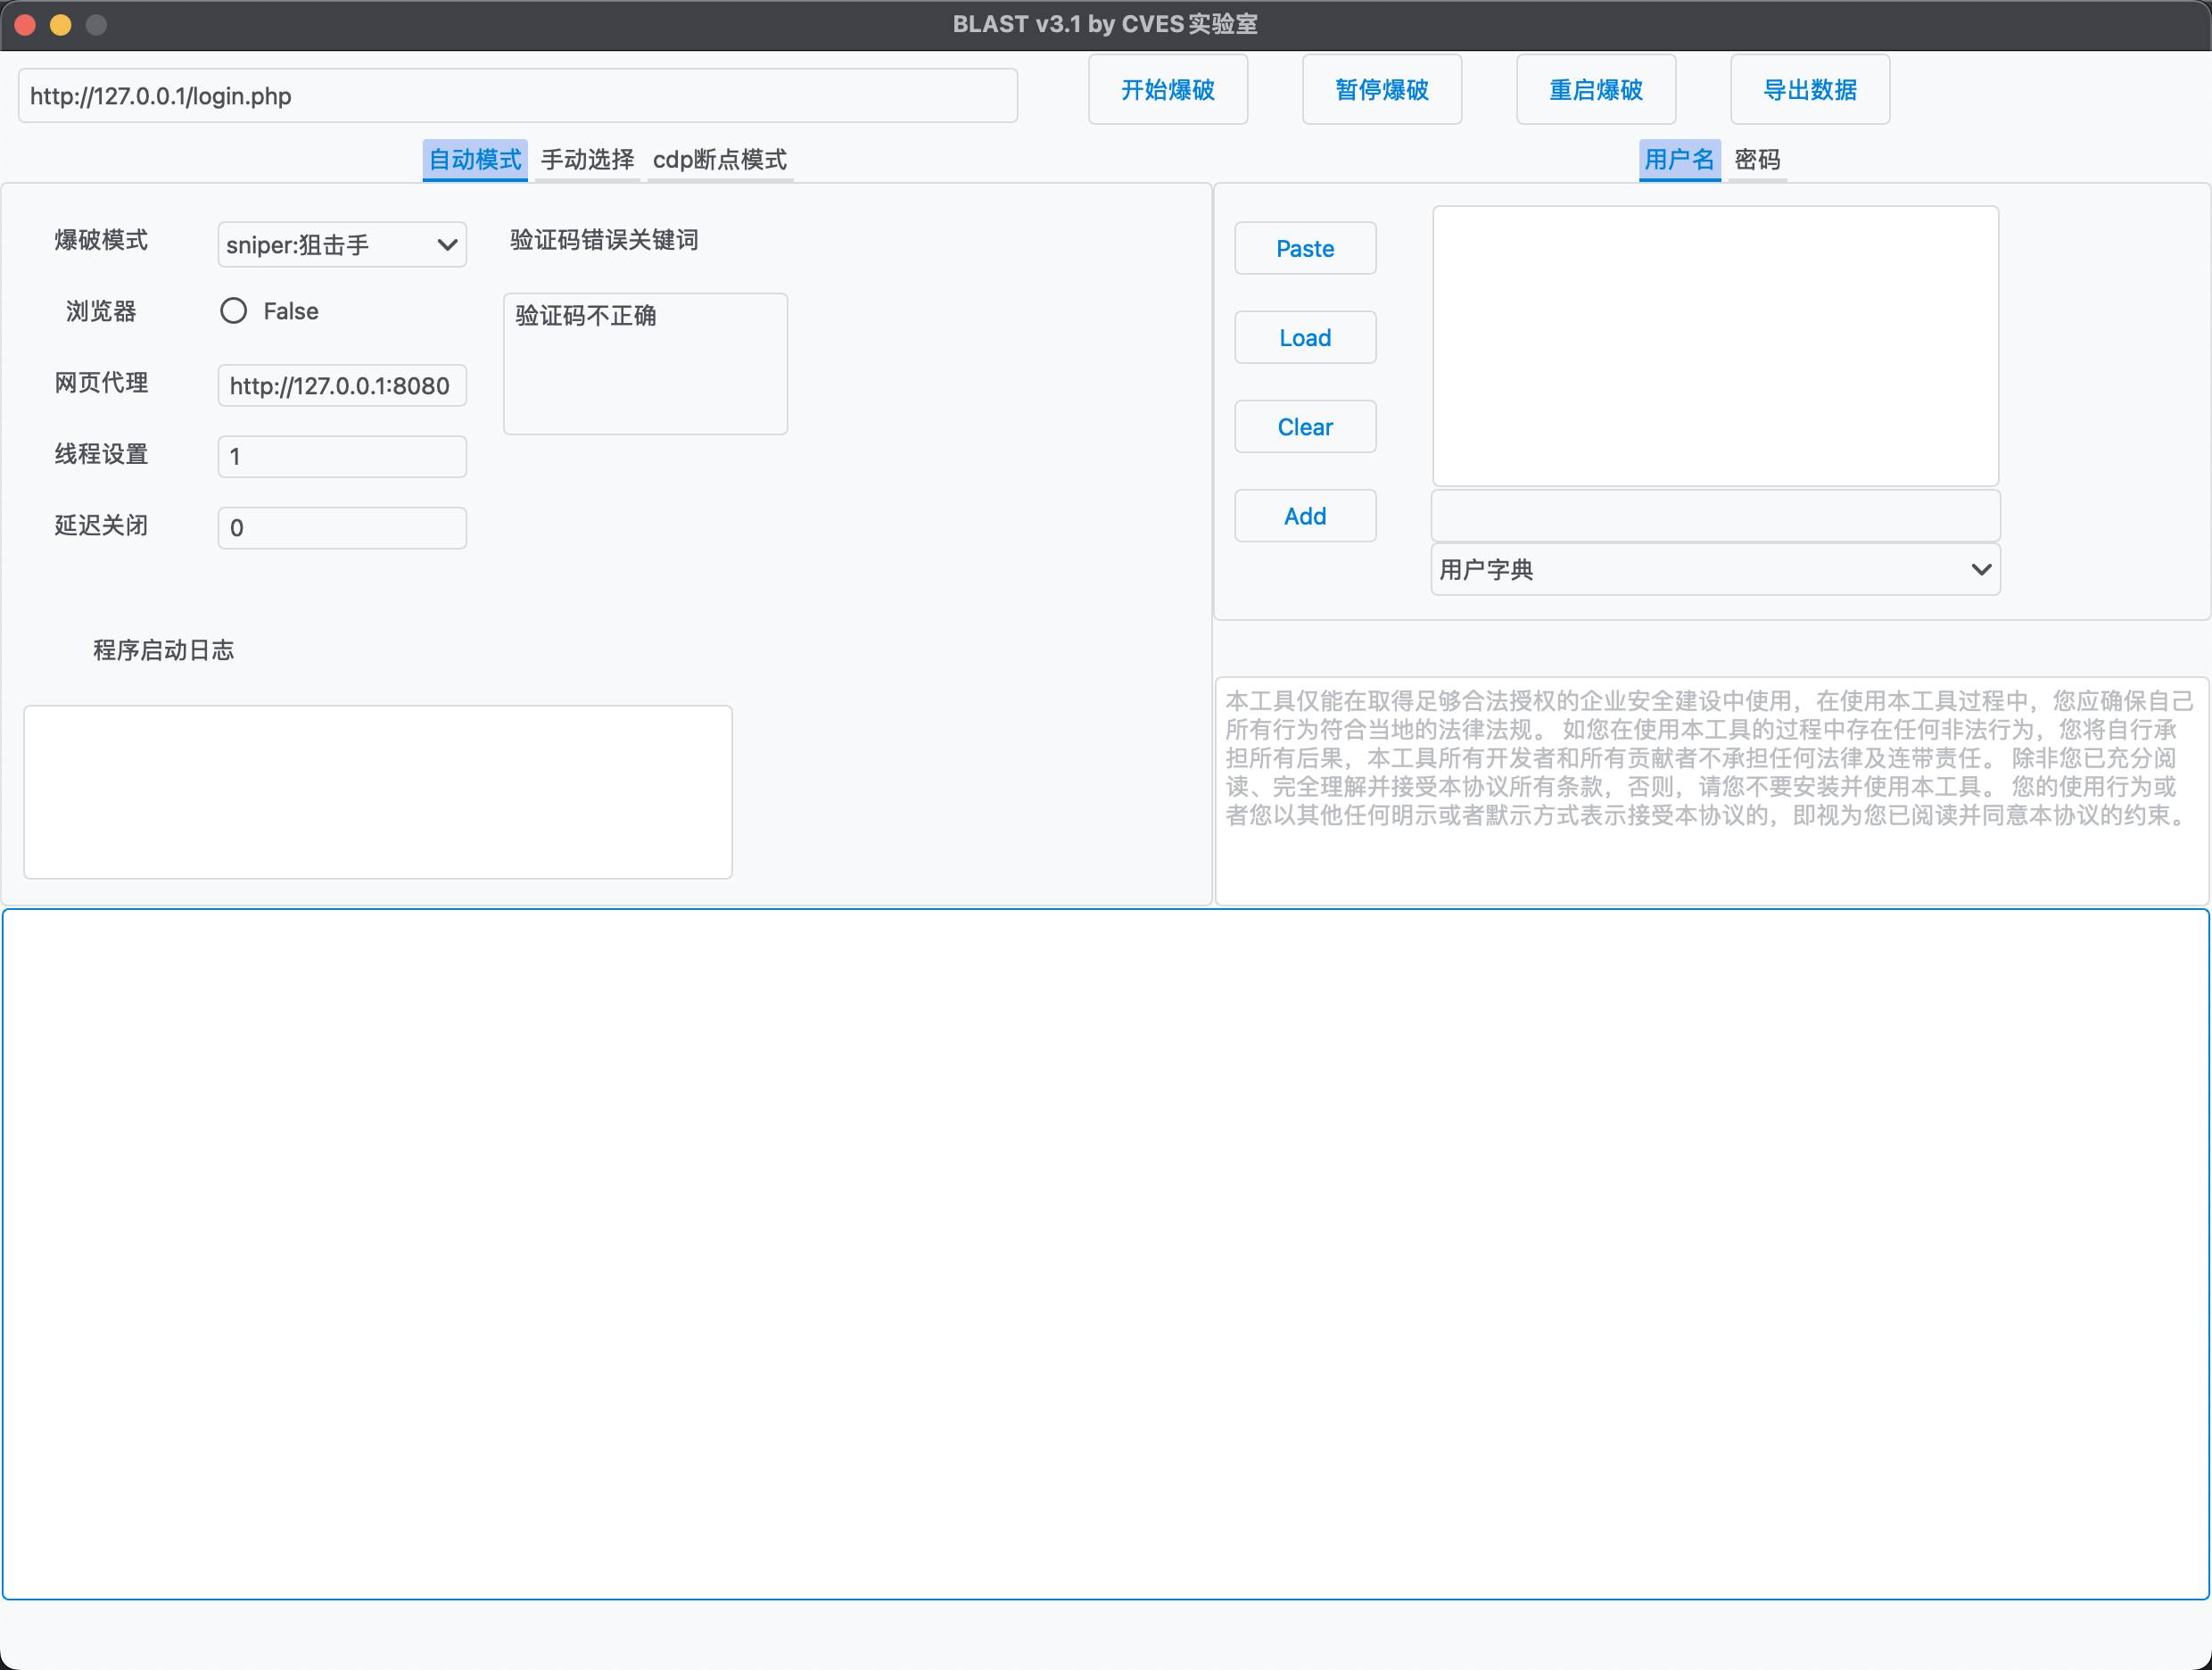 BLAST v3.1 by CVES实验室
http://127.0.0.1/login.php
开始爆破
暂停爆破
重启爆破
导出数据
自动模式
手动选择
cdp断点模式
用户名
密码
爆破模式
sniper:狙击手
验证码错误关键词
浏览器
False
验证码不正确
网页代理
http://127.0.0.1:8080
线程设置
1
延迟关闭
0
程序启动日志
Paste
Load
Clear
Add
用户字典
本工具仅能在取得足够合法授权的企业安全建设中使用，在使用本工具过程中，您应确保自己
所有行为符合当地的法律法规。 如您在使用本工具的过程中存在任何非法行为，您将自行承
担所有后果，本工具所有开发者和所有贡献者不承担任何法律及连带责任。 除非您已充分阅
读、完全理解并接受本协议所有条款，否则，请您不要安装并使用本工具。 您的使用行为或
者您以其他任何明示或者默示方式表示接受本协议的，即视为您已阅读并同意本协议的约束。